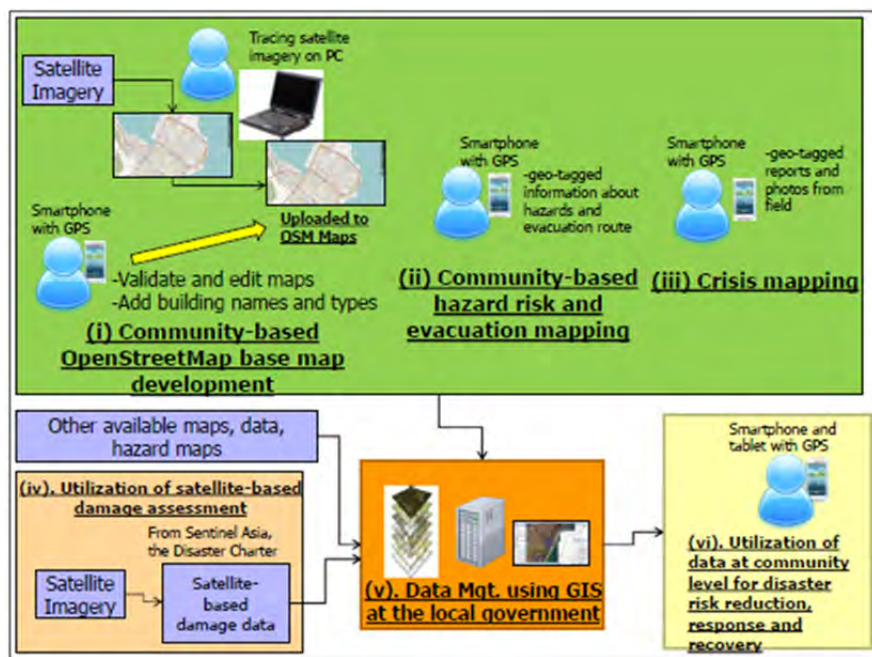 Tracing satellite
imagery on PC
Satellite
Imagery
Smartphone
with GPS
Uploaded to
OSM Maps
-Validate and edit maps
-Add building names and types
(i) Community-based
OpenStreetMap base map
development
Smartphone
with GPS
-geo-tagged
information about
hazards and
evacuation route
(ii) Community-based
hazard risk and
evacuation mapping
Smartphone
with GPS
-geo-tagged
reports and
photos from
field
(iii) Crisis mapping
Other available maps, data,
hazard maps
(iv). Utilization of satellite-based
damage assessment
From Sentinel Asia,
the Disaster Charter
Satellite
Imagery
Satellite-
based
damage data
(v). Data Mgt. using GIS
at the local government
Smartphone and
tablet with GPS
(vi). Utilization of
data at community
level for disaster
risk reduction,
response and
recovery